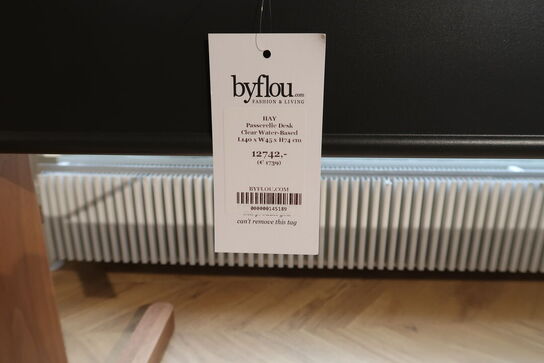 byflou.com
FASHION & LIVING
HAY
Passerelle Desk
Clear Water-Based
L140 x W45 x H74 cm
12742,-
(€ 1739)
BYFLOU.COM
000000145189
can't remove this tag